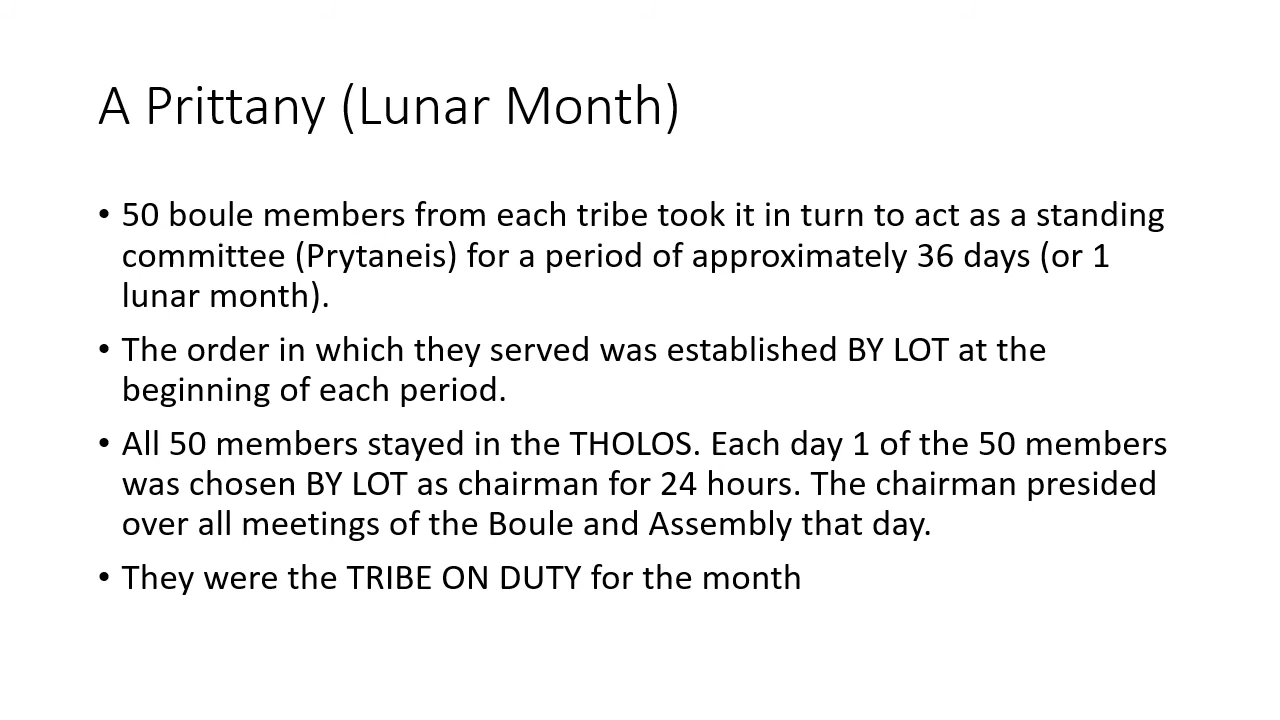 A Prittany (Lunar Month)
• 50 boule members from each tribe took it in turn to act as a standing
committee (Prytaneis) for a period of approximately 36 days (or 1
lunar month).
• The order in which they served was established BY LOT at the
beginning of each period.
• All 50 members stayed in the THOLOS. Each day 1 of the 50 members
was chosen BY LOT as chairman for 24 hours. The chairman presided
over all meetings of the Boule and Assembly that day.
• They were the TRIBE ON DUTY for the month